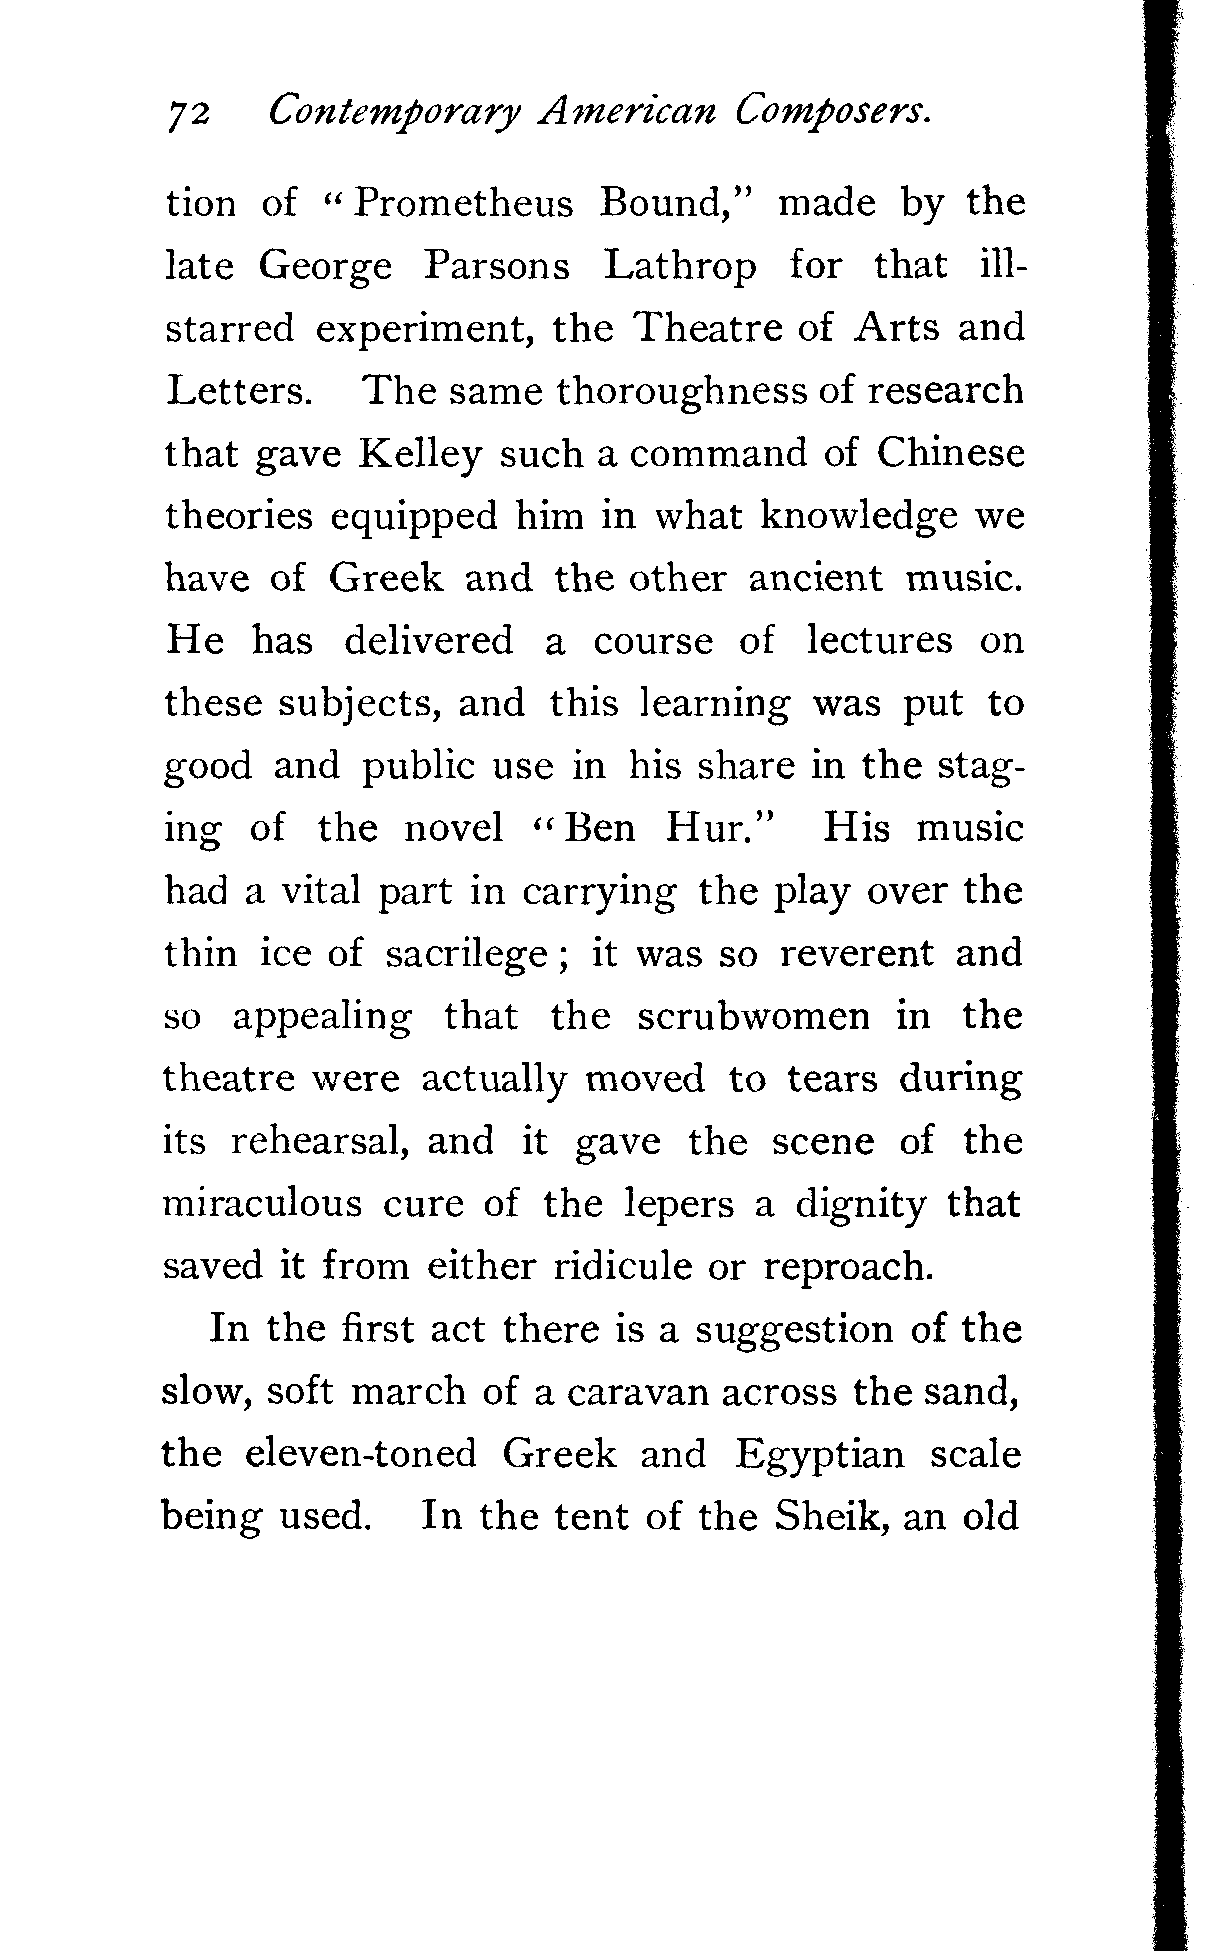 72 Contemporary American Composers.
tion of “Prometheus Bound,” made by the
late George Parsons Lathrop for that ill-
starred experiment, the Theatre of Arts and
Letters. The same thoroughness of research
that gave Kelley such a command of Chinese
theories equipped him in what knowledge we
have of Greek and the other ancient music.
He has delivered a course of lectures on
these subjects, and this learning was put to
good and public use in his share in the stag-
ing of the novel “Ben Hur.” His music
had a vital part in carrying the play over the
thin ice of sacrilege; it was so reverent and
so appealing that the scrubwomen in the
theatre were actually moved to tears during
its rehearsal, and it gave the scene of the
miraculous cure of the lepers a dignity that
saved it from either ridicule or reproach.
In the first act there is a suggestion of the
slow, soft march of a caravan across the sand,
the eleven-toned Greek and Egyptian scale
being used. In the tent of the Sheik, an old